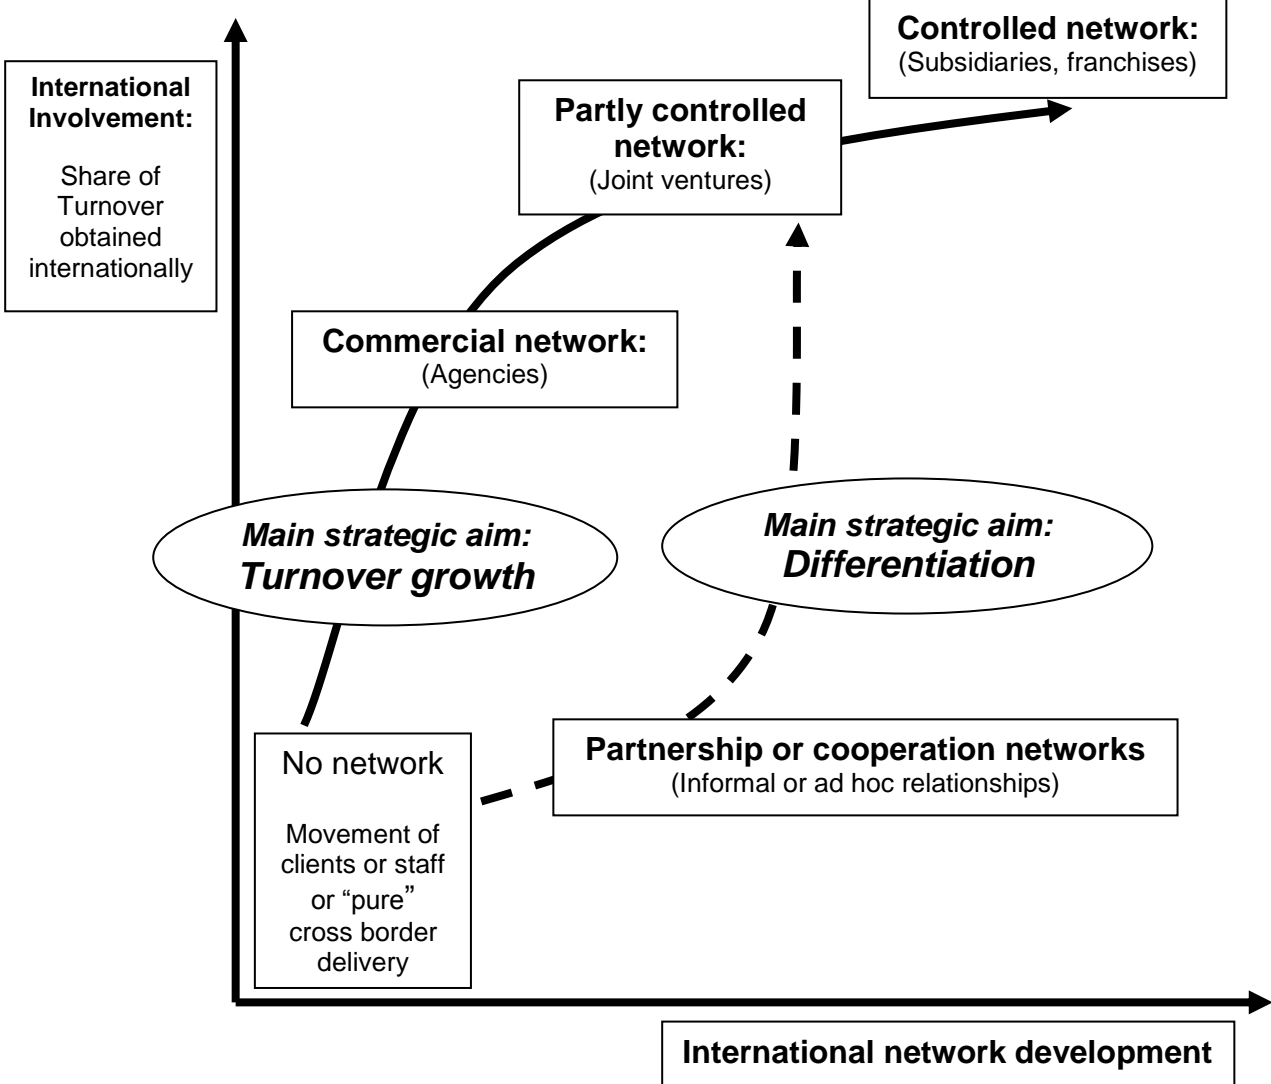 Controlled network:
(Subsidiaries, franchises)
International
Involvement:
Share of
Turnover
obtained
internationally
Partly controlled
network:
(Joint ventures)
Commercial network:
(Agencies)
Main strategic aim:
Turnover growth
Main strategic aim:
Differentiation
No network
Movement of
clients or staff
or “pure”
cross border
delivery
Partnership or cooperation networks
(Informal or ad hoc relationships)
International network development